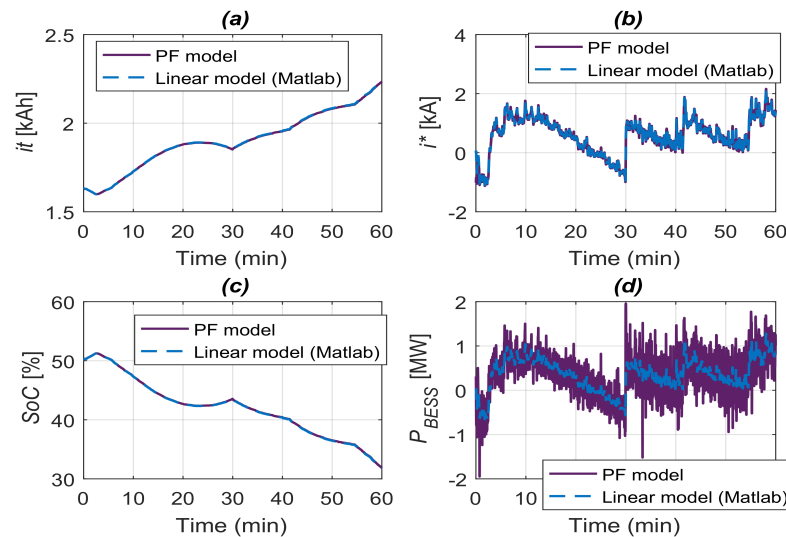 (a)
2.5
2
1.5
it [kAh]
PF model
Linear model (Matlab)
0 10 20 30 40 50 60
Time (min)
(b)
4
2
0
-2
i* [kA]
PF model
Linear model (Matlab)
0 10 20 30 40 50 60
Time (min)
(c)
60
50
40
30
SoC [%]
PF model
Linear model (Matlab)
0 10 20 30 40 50 60
Time (min)
(d)
2
1
0
-1
-2
P_BESS [MW]
PF model
Linear model (Matlab)
0 10
Time (min)